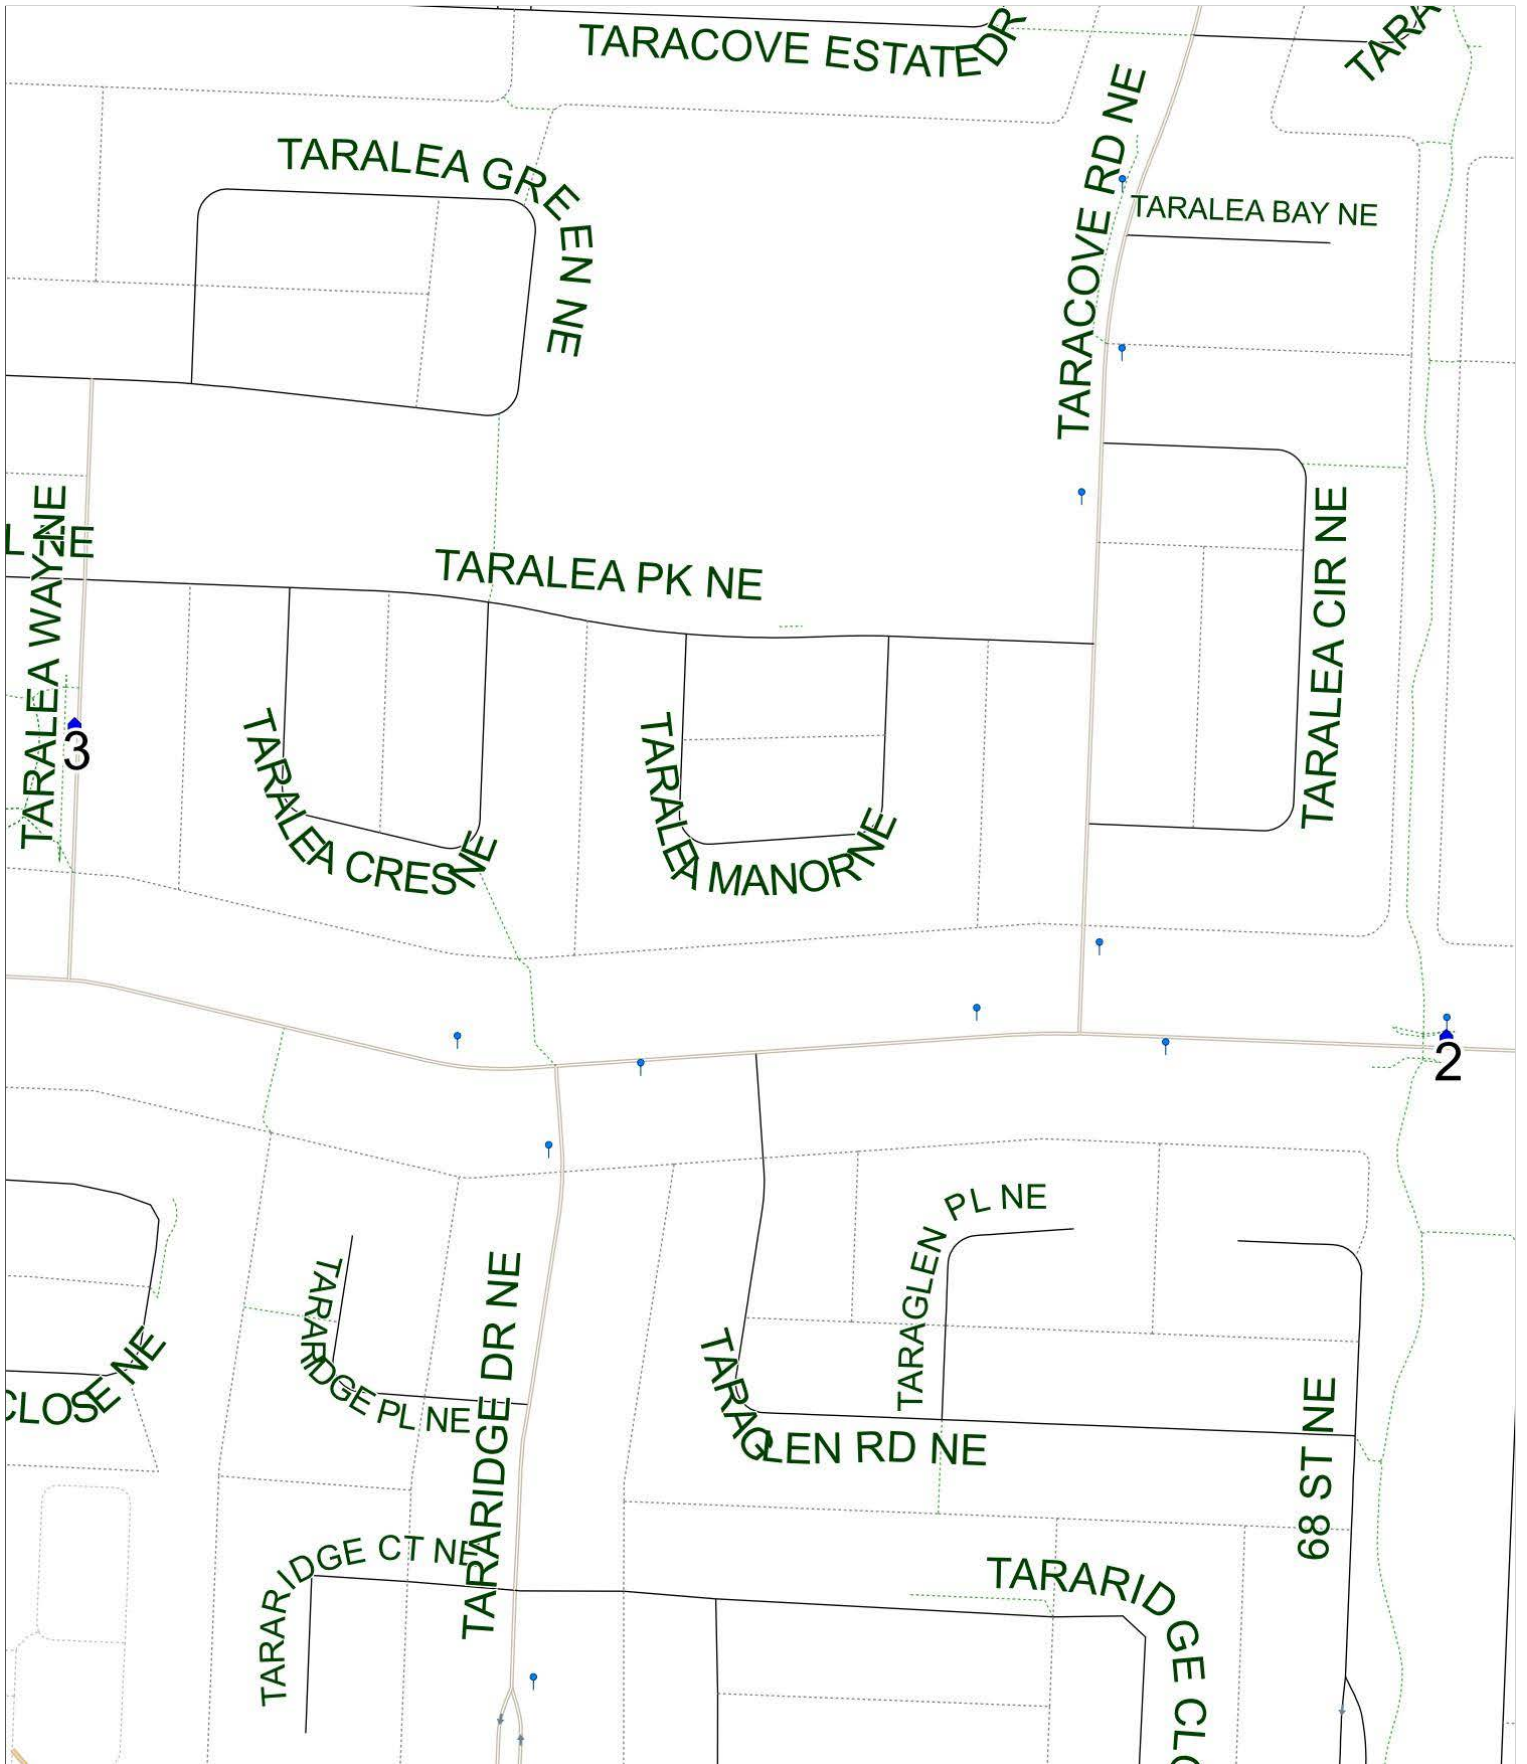 TARACOVE ESTATE DR
TARA
TARACOVE RD NE
TARALEA GREEN NE
TARALEA BAY NE
TARALEA WAY NE
L NE
TARALEA PK NE
TARALEA CIR NE
3
TARALEA CRES NE
TARALEA MANOR NE
2
TARAGLEN PL NE
TARARIDGE PL NE
TARARIDGE DR NE
CLOSE NE
TARAGLEN RD NE
68 ST NE
TARARIDGE CT NE
TARARIDGE CLO